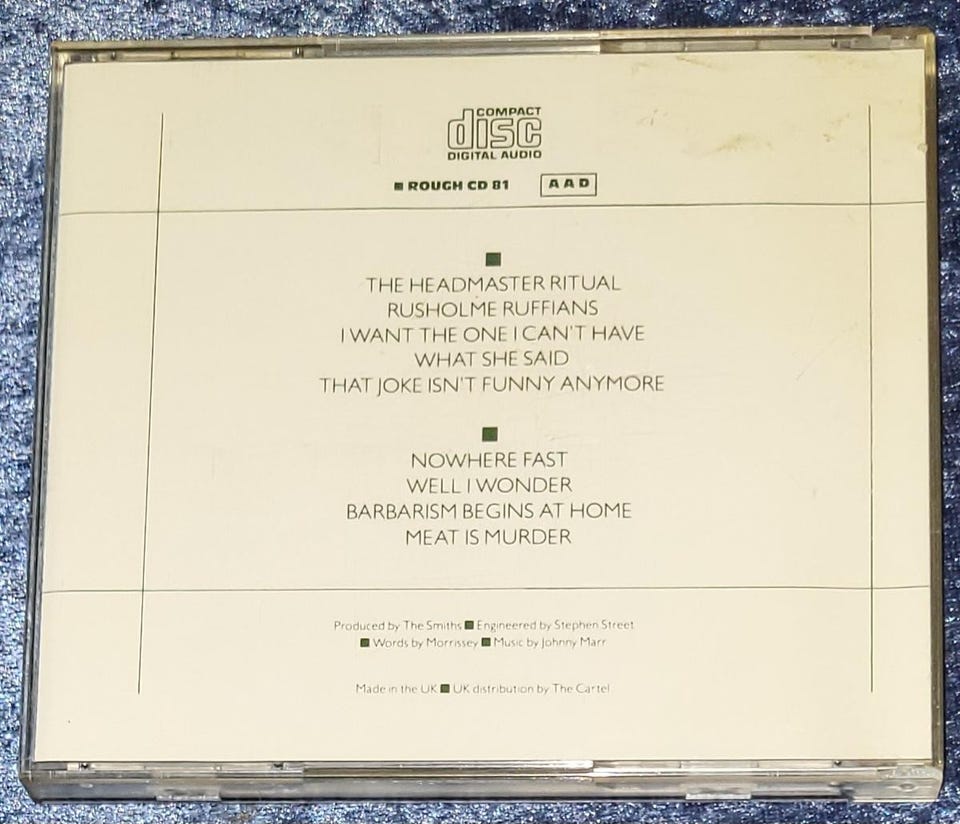 COMPACT
disc
DIGITAL AUDIO
■ ROUGH CD 81 AAD
■
THE HEADMASTER RITUAL
RUSHOLME RUFFIANS
I WANT THE ONE I CAN'T HAVE
WHAT SHE SAID
THAT JOKE ISN'T FUNNY ANYMORE
■
NOWHERE FAST
WELL I WONDER
BARBARISM BEGINS AT HOME
MEAT IS MURDER
Produced by The Smiths ■ Engineered by Stephen Street
■ Words by Morrissey ■ Music by Johnny Marr
Made in the UK ■ UK distribution by The Cartel